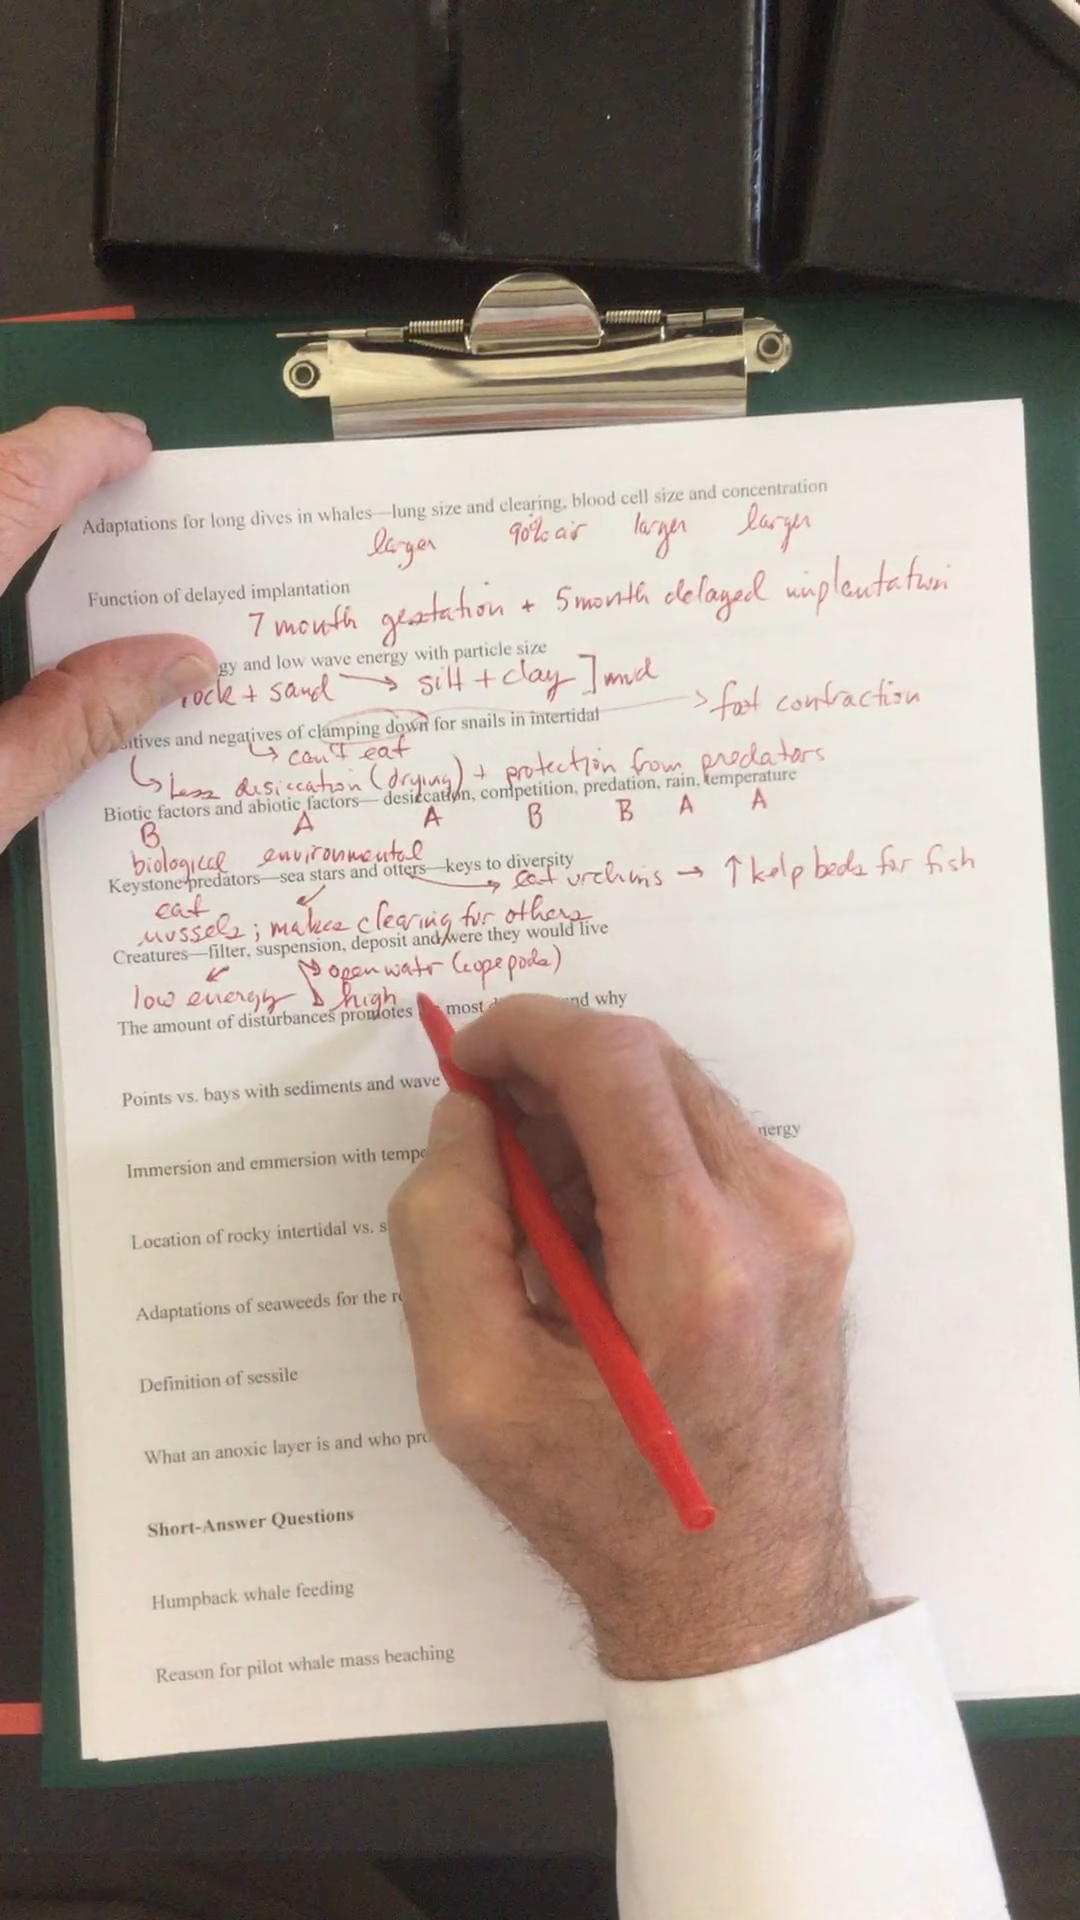 Adaptations for long dives in whales—lung size and clearing, blood cell size and concentration
larger 90% air larger larger
Function of delayed implantation
7 month gestation + 5 month delayed implantation
gy and low wave energy with particle size
rock + sand → silt + clay ] mud
itives and negatives of clamping down for snails in intertidal > foot contraction
↳ can't eat
↳ Less desiccation (drying) + protection from predators
Biotic factors and abiotic factors— desiccation, competition, predation, rain, temperature
B A A B B A A
biological environmental
Keystone predators—sea stars and otters—keys to diversity
→ eat urchins → ↑ kelp beds for fish
eat
mussels; makes clearing for others
Creatures—filter, suspension, deposit and were they would live
open water (copepods)
low energy high
The amount of disturbances promotes most and why
Points vs. bays with sediments and wave nergy
Immersion and emmersion with tempe
Location of rocky intertidal vs. s
Adaptations of seaweeds for the r
Definition of sessile
What an anoxic layer is and who pro
Short-Answer Questions
Humpback whale feeding
Reason for pilot whale mass beaching